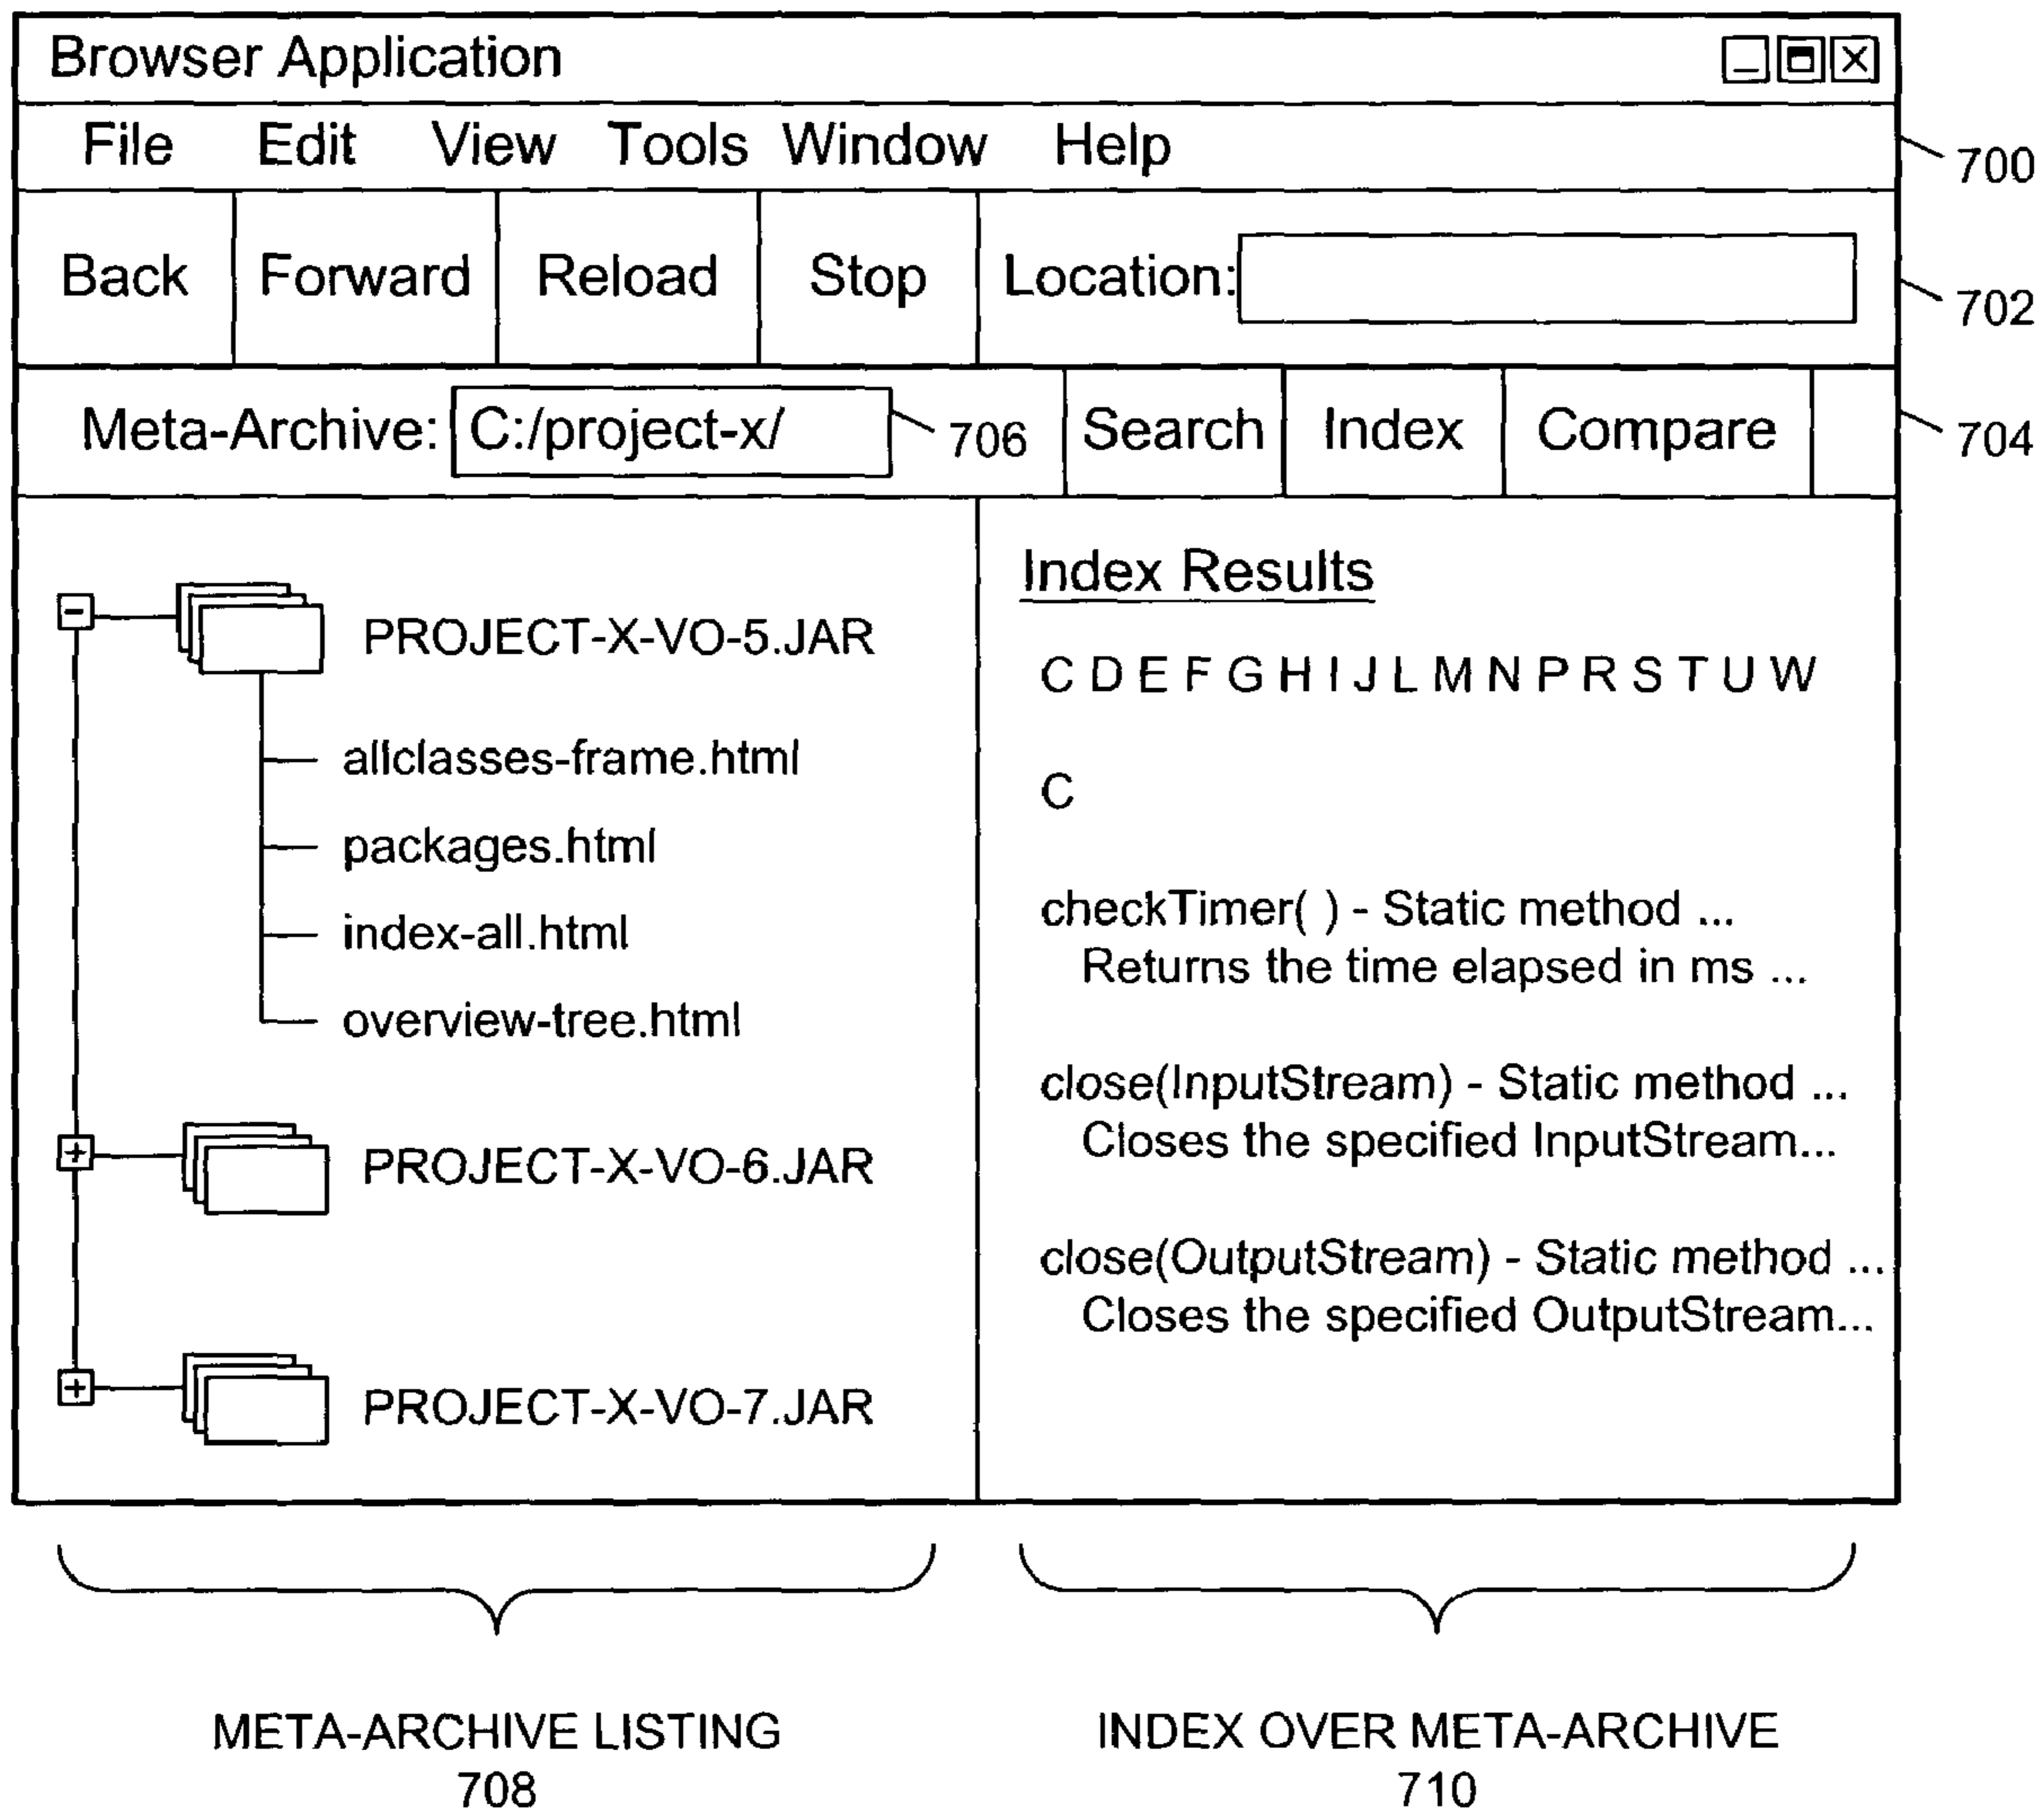 Browser Application
File Edit View Tools Window Help
700
Back Forward Reload Stop Location:
702
Meta-Archive: C:/project-x/ 706 Search Index Compare
704
PROJECT-X-VO-5.JAR
allclasses-frame.html
packages.html
index-all.html
overview-tree.html
PROJECT-X-VO-6.JAR
PROJECT-X-VO-7.JAR
Index Results
C D E F G H I J L M N P R S T U W
C
checkTimer( ) - Static method ...
Returns the time elapsed in ms ...
close(InputStream) - Static method ...
Closes the specified InputStream...
close(OutputStream) - Static method ...
Closes the specified OutputStream...
META-ARCHIVE LISTING
708
INDEX OVER META-ARCHIVE
710